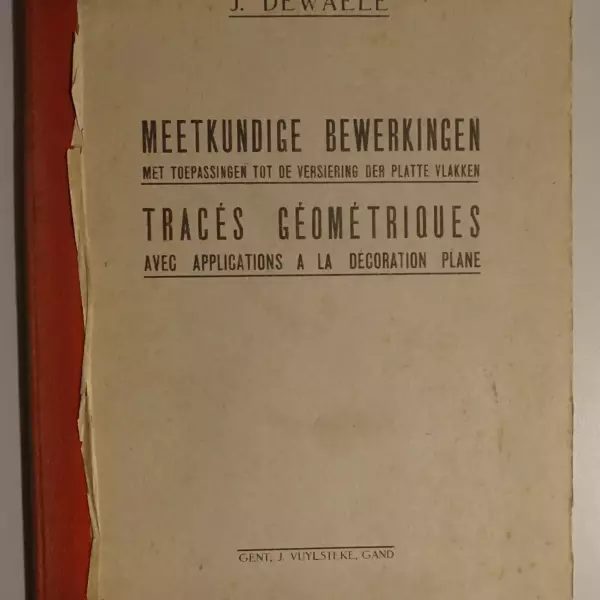 J. DEWAELE
MEETKUNDIGE BEWERKINGEN
MET TOEPASSINGEN TOT DE VERSIERING DER PLATTE VLAKKEN
TRACÉS GÉOMÉTRIQUES
AVEC APPLICATIONS A LA DÉCORATION PLANE
GENT, J. VUYLSTEKE, GAND